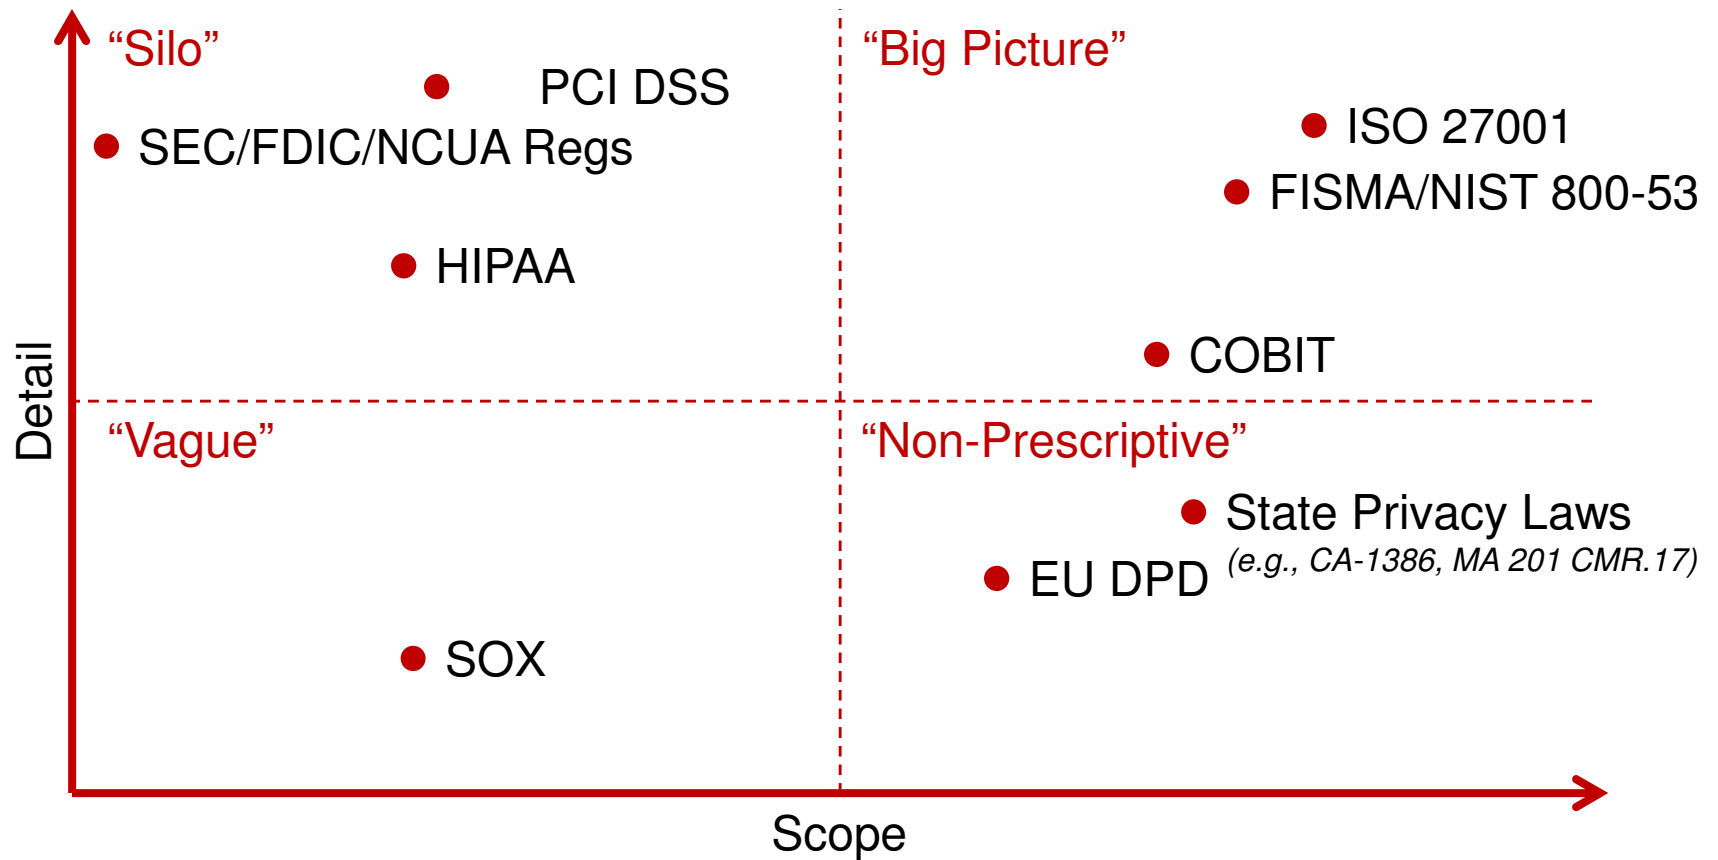 “Silo”
“Big Picture”
PCI DSS
ISO 27001
SEC/FDIC/NCUA Regs
FISMA/NIST 800-53
HIPAA
COBIT
Detail
“Vague”
“Non-Prescriptive”
State Privacy Laws
(e.g., CA-1386, MA 201 CMR.17)
EU DPD
SOX
Scope